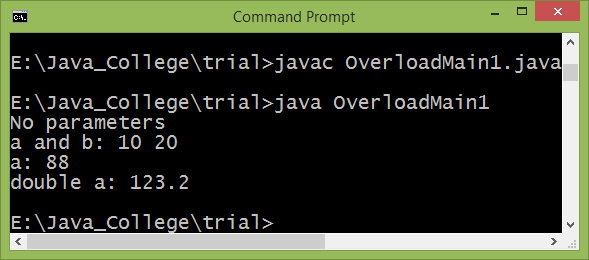 Command Prompt
E:\Java_College\trial>javac OverloadMain1.java
E:\Java_College\trial>java OverloadMain1
No parameters
a and b: 10 20
a: 88
double a: 123.2
E:\Java_College\trial>